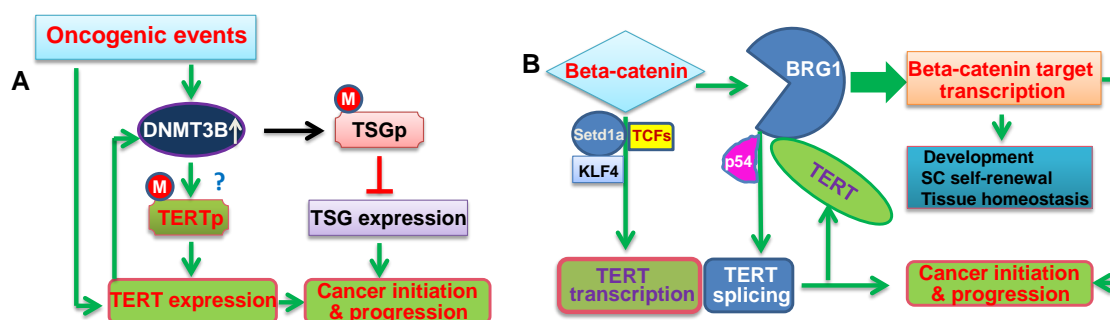 A
Oncogenic events
DNMT3B↑
M
TSGp
M
?
TERTp
TSG expression
TERT expression
Cancer initiation
& progression
B
Beta-catenin
BRG1
Beta-catenin target
transcription
Setd1a
TCFs
KLF4
p54
TERT
Development
SC self-renewal
Tissue homeostasis
TERT
transcription
TERT
splicing
Cancer initiation
& progression